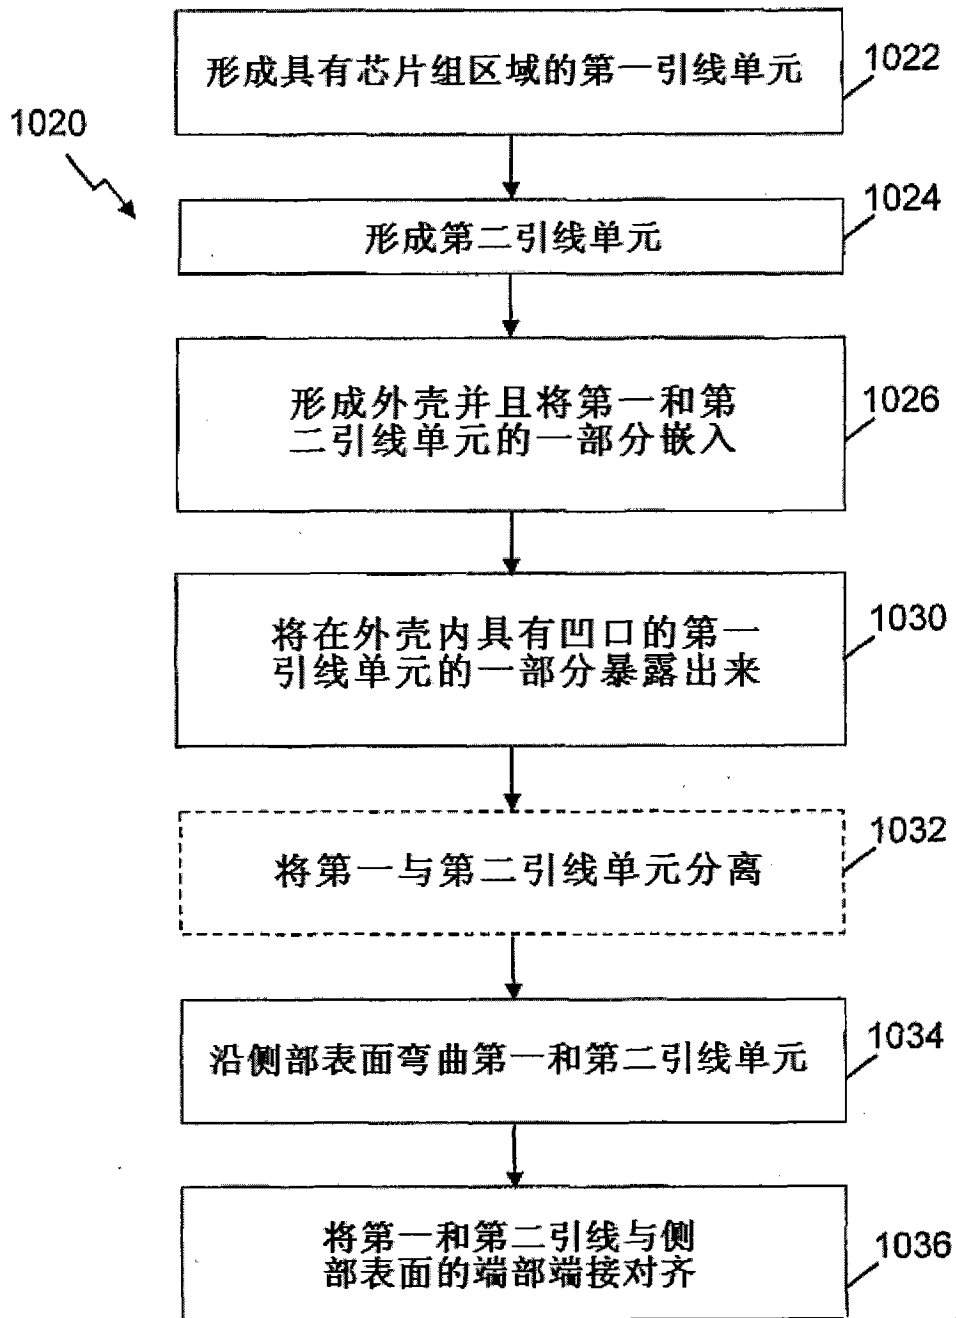 形成具有芯片组区域的第一引线单元
1022
1020
形成第二引线单元
1024
形成外壳并且将第一和第
二引线单元的一部分嵌入
1026
将在外壳内具有凹口的第一
引线单元的一部分暴露出来
1030
将第一与第二引线单元分离
1032
沿侧部表面弯曲第一和第二引线单元
1034
将第一和第二引线与侧
部表面的端部端接对齐
1036